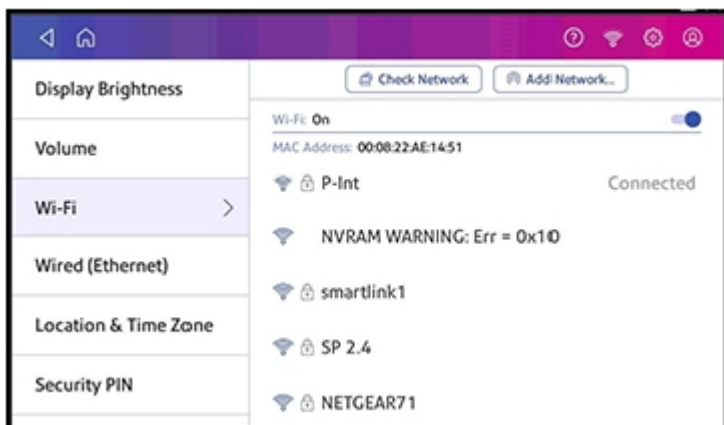 Check Network
Add Network...
Display Brightness
Volume
Wi-Fi
Wired (Ethernet)
Location & Time Zone
Security PIN
Wi-Fi: On
MAC Address: 00:08:22:AE:14:51
P-Int Connected
NVRAM WARNING: Err = 0x10
smartlink1
SP 2.4
NETGEAR71